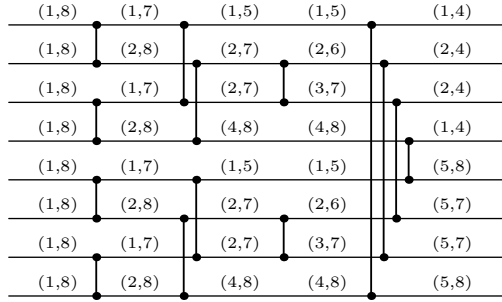 (1,8) (1,7) (1,5) (1,5) (1,4)
(1,8) (2,8) (2,7) (2,6) (2,4)
(1,8) (1,7) (2,7) (3,7) (2,4)
(1,8) (2,8) (4,8) (4,8) (1,4)
(1,8) (1,7) (1,5) (1,5) (5,8)
(1,8) (2,8) (2,7) (2,6) (5,7)
(1,8) (1,7) (2,7) (3,7) (5,7)
(1,8) (2,8) (4,8) (4,8) (5,8)